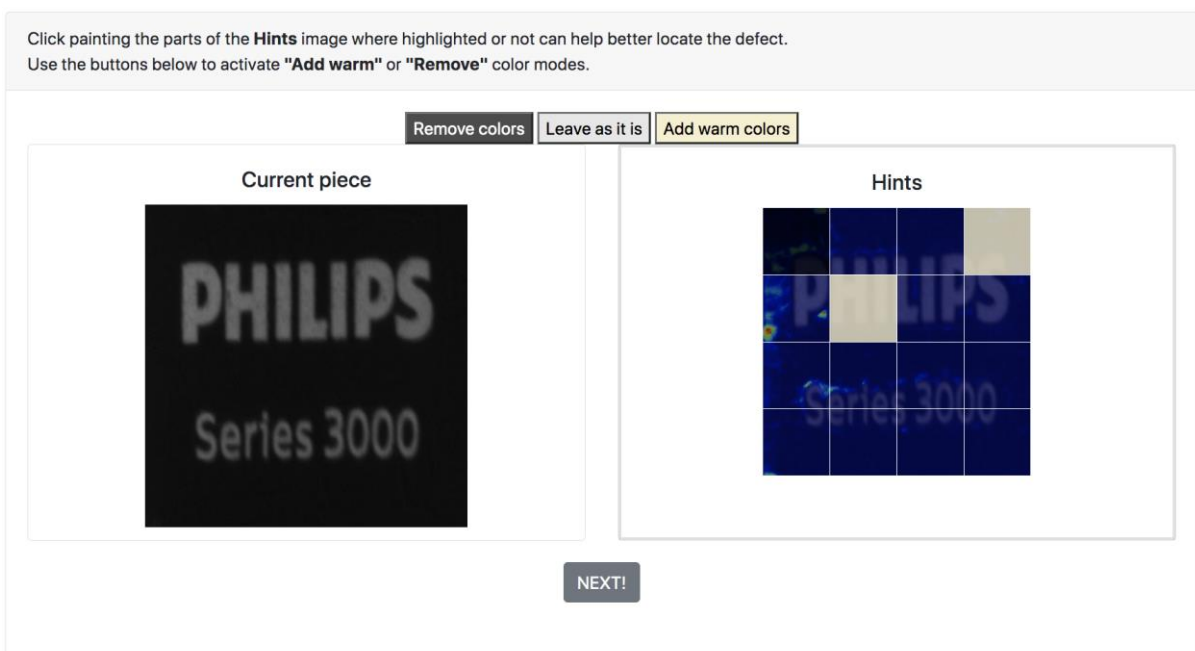 Click painting the parts of the Hints image where highlighted or not can help better locate the defect.
Use the buttons below to activate "Add warm" or "Remove" color modes.
Remove colors
Leave as it is
Add warm colors
Current piece
Hints
PHILIPS
Series 3000
PHILIPS
Series 3000
NEXT!